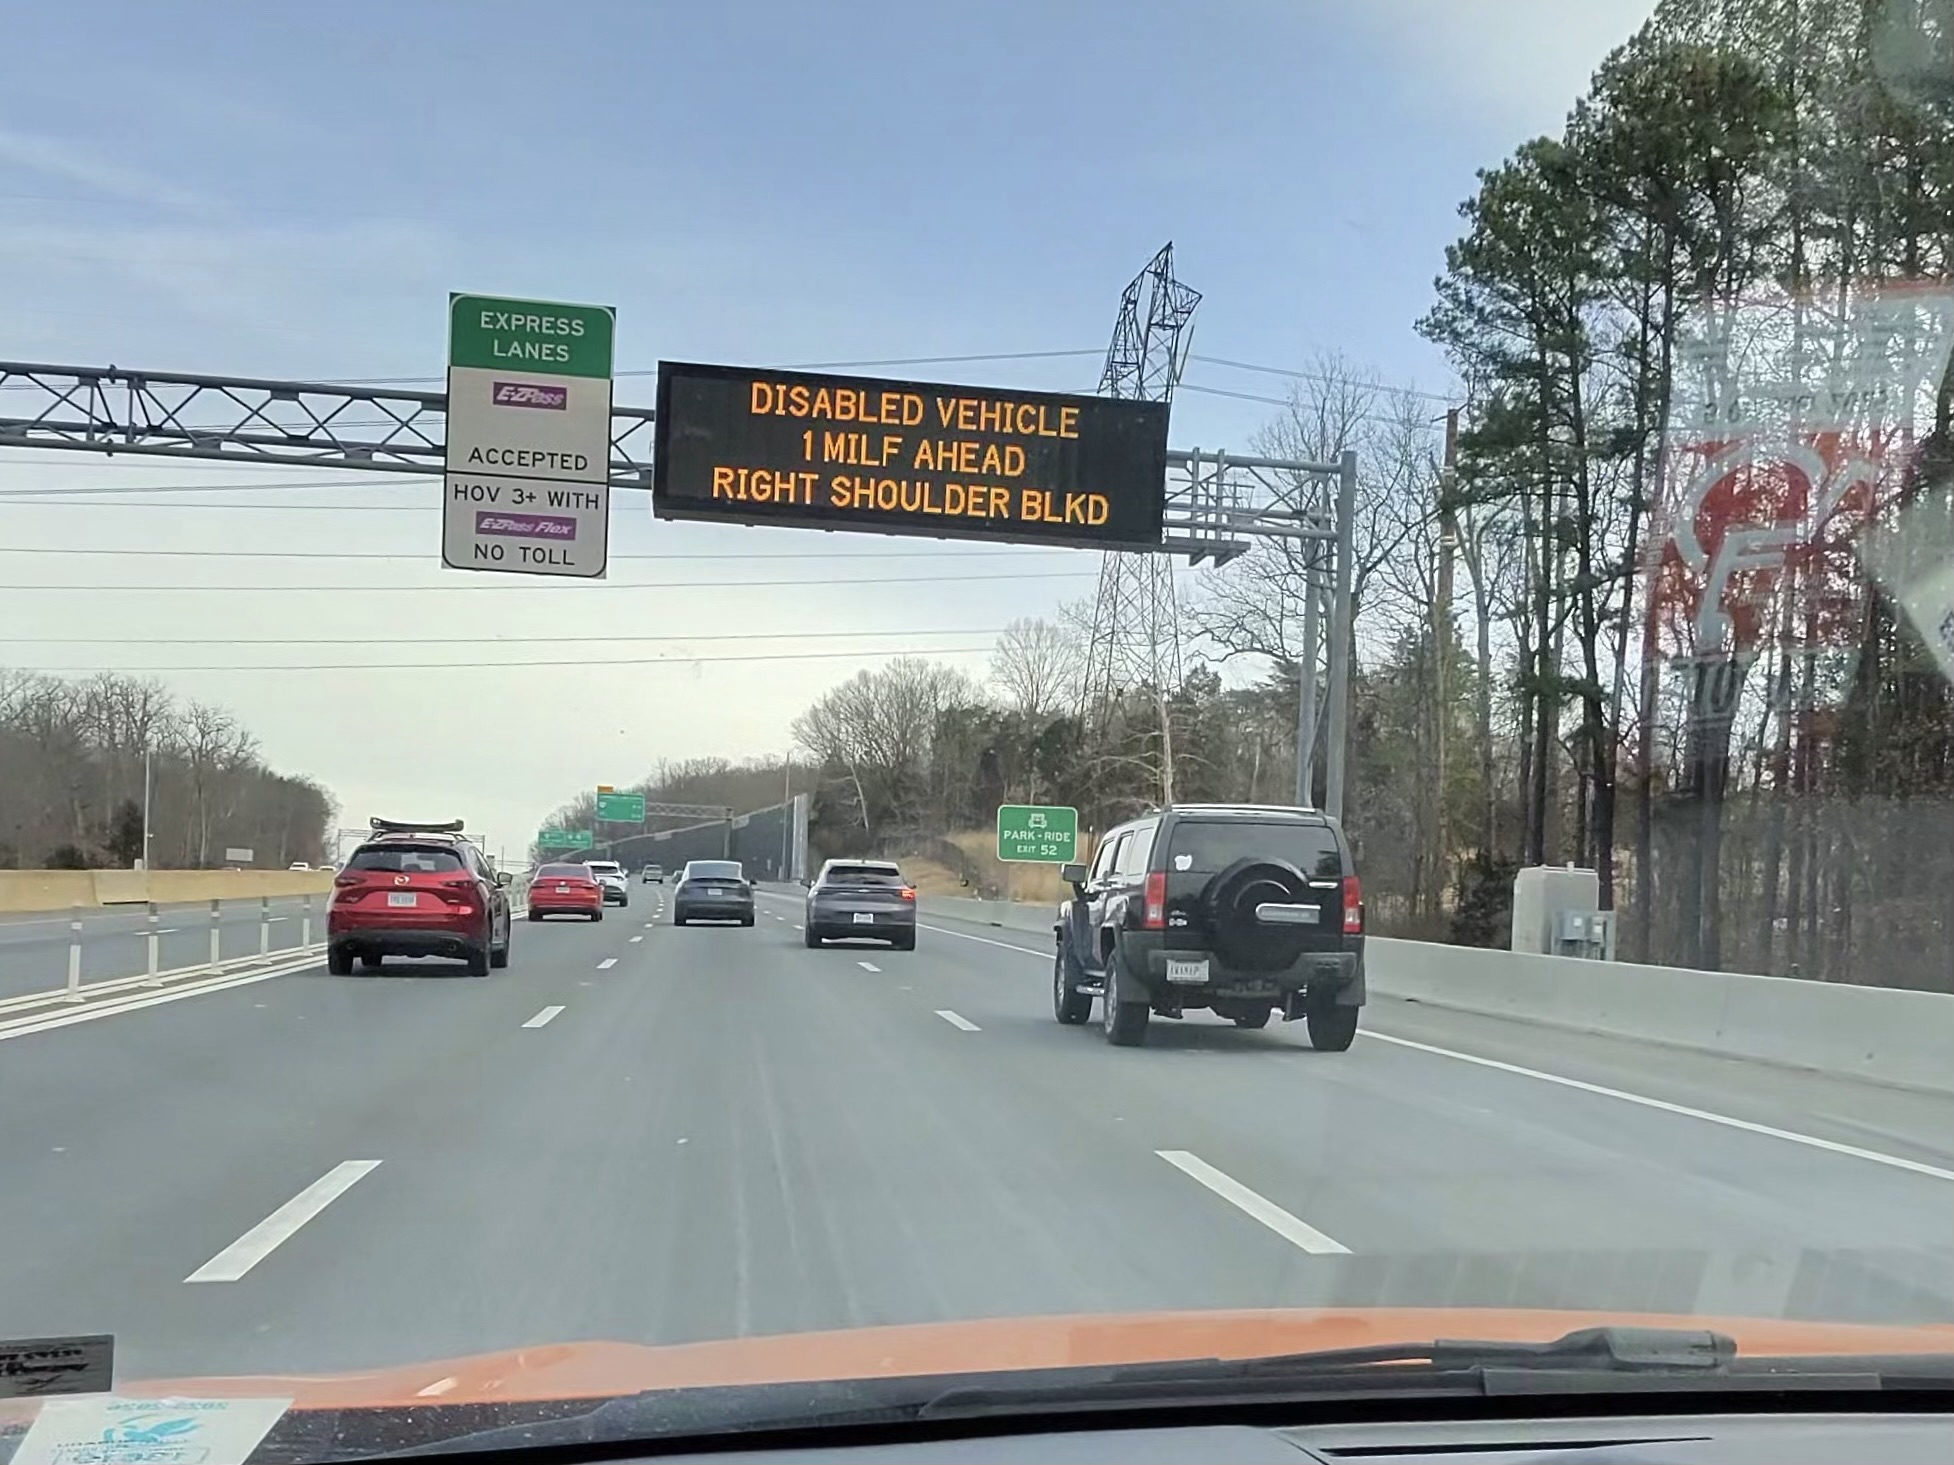 EXPRESS
LANES
E-ZPass
ACCEPTED
HOV 3+ WITH
E-ZPass Flex
NO TOLL
DISABLED VEHICLE
1 MILF AHEAD
RIGHT SHOULDER BLKD
PARK-RIDE
EXIT 52